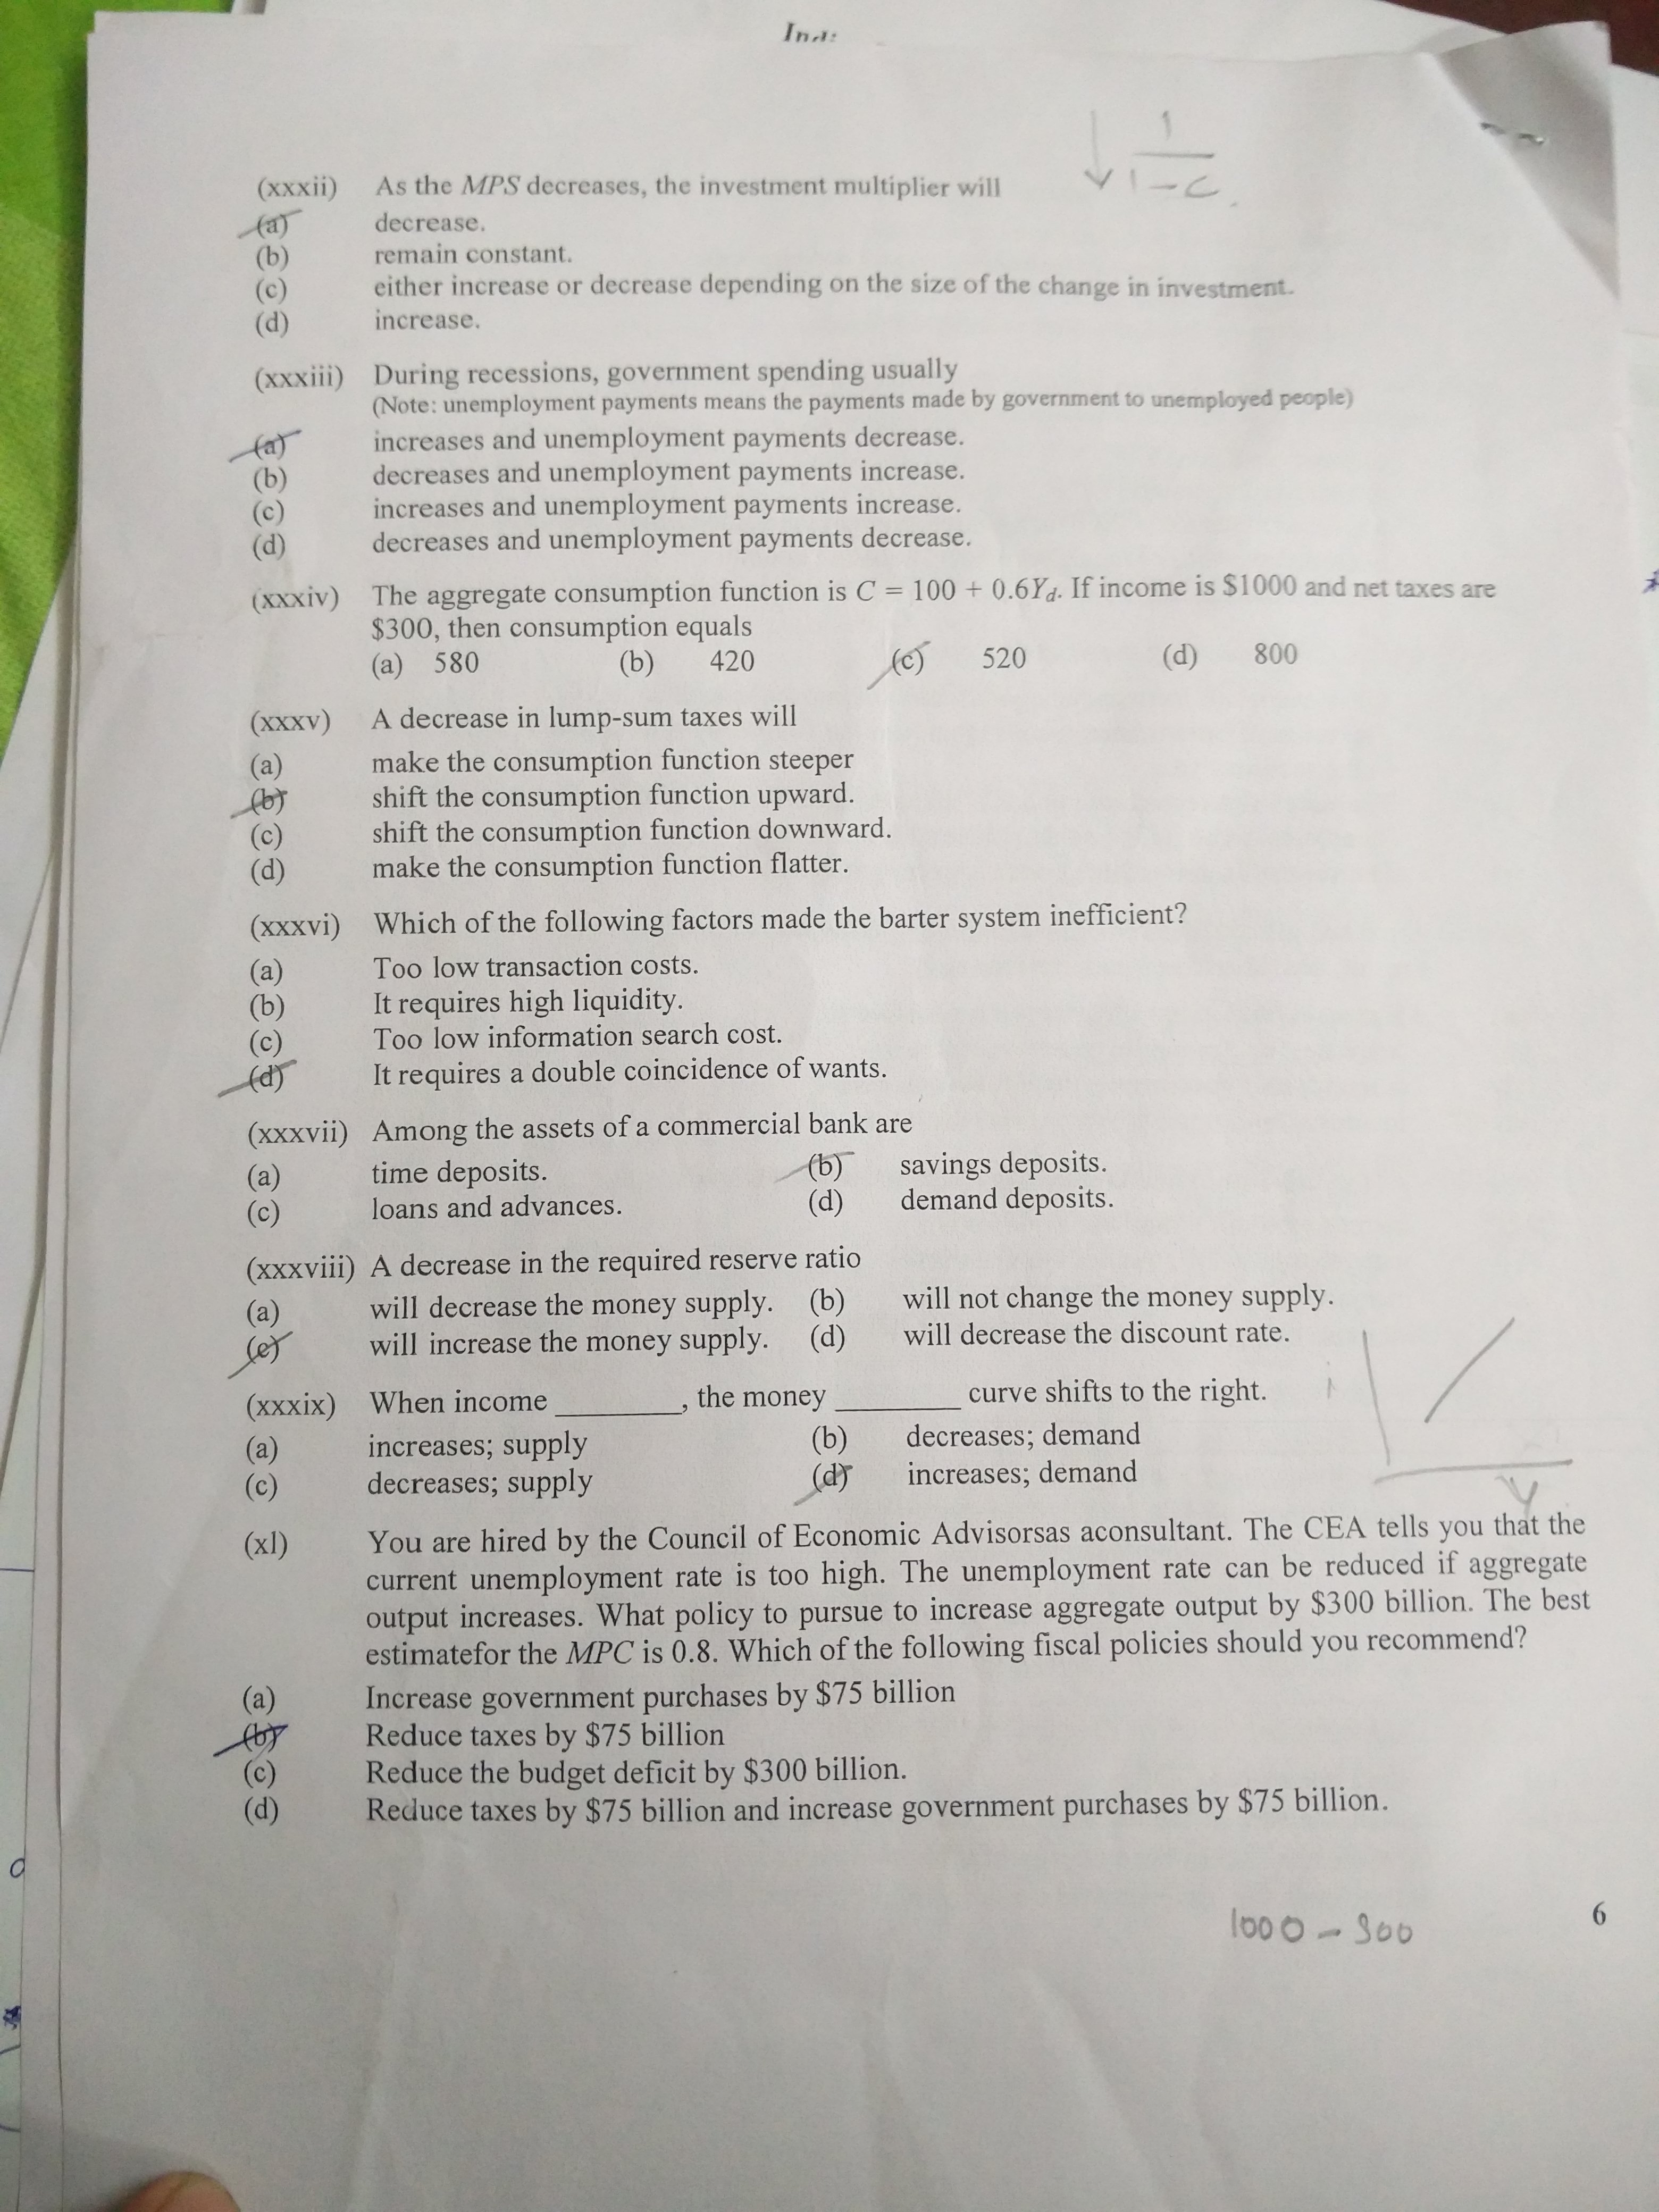 1
1-c
(xxxii) As the MPS decreases, the investment multiplier will
(a) decrease.
(b) remain constant.
(c) either increase or decrease depending on the size of the change in investment.
(d) increase.
(xxxiii) During recessions, government spending usually
(Note: unemployment payments means the payments made by government to unemployed people)
(a) increases and unemployment payments decrease.
(b) decreases and unemployment payments increase.
(c) increases and unemployment payments increase.
(d) decreases and unemployment payments decrease.
(xxxiv) The aggregate consumption function is C = 100 + 0.6Yd. If income is $1000 and net taxes are
$300, then consumption equals
(a) 580 (b) 420 (c) 520 (d) 800
(xxxv) A decrease in lump-sum taxes will
(a) make the consumption function steeper
(b) shift the consumption function upward.
(c) shift the consumption function downward.
(d) make the consumption function flatter.
(xxxvi) Which of the following factors made the barter system inefficient?
(a) Too low transaction costs.
(b) It requires high liquidity.
(c) Too low information search cost.
(d) It requires a double coincidence of wants.
(xxxvii) Among the assets of a commercial bank are
(a) time deposits. (b) savings deposits.
(c) loans and advances. (d) demand deposits.
(xxxviii) A decrease in the required reserve ratio
(a) will decrease the money supply. (b) will not change the money supply.
(c) will increase the money supply. (d) will decrease the discount rate.
(xxxix) When income ________, the money ________ curve shifts to the right.
i
(a) increases; supply (b) decreases; demand
(c) decreases; supply (d) increases; demand
Y
(xl) You are hired by the Council of Economic Advisorsas aconsultant. The CEA tells you that the
current unemployment rate is too high. The unemployment rate can be reduced if aggregate
output increases. What policy to pursue to increase aggregate output by $300 billion. The best
estimatefor the MPC is 0.8. Which of the following fiscal policies should you recommend?
(a) Increase government purchases by $75 billion
(b) Reduce taxes by $75 billion
(c) Reduce the budget deficit by $300 billion.
(d) Reduce taxes by $75 billion and increase government purchases by $75 billion.
6
1000 - 300